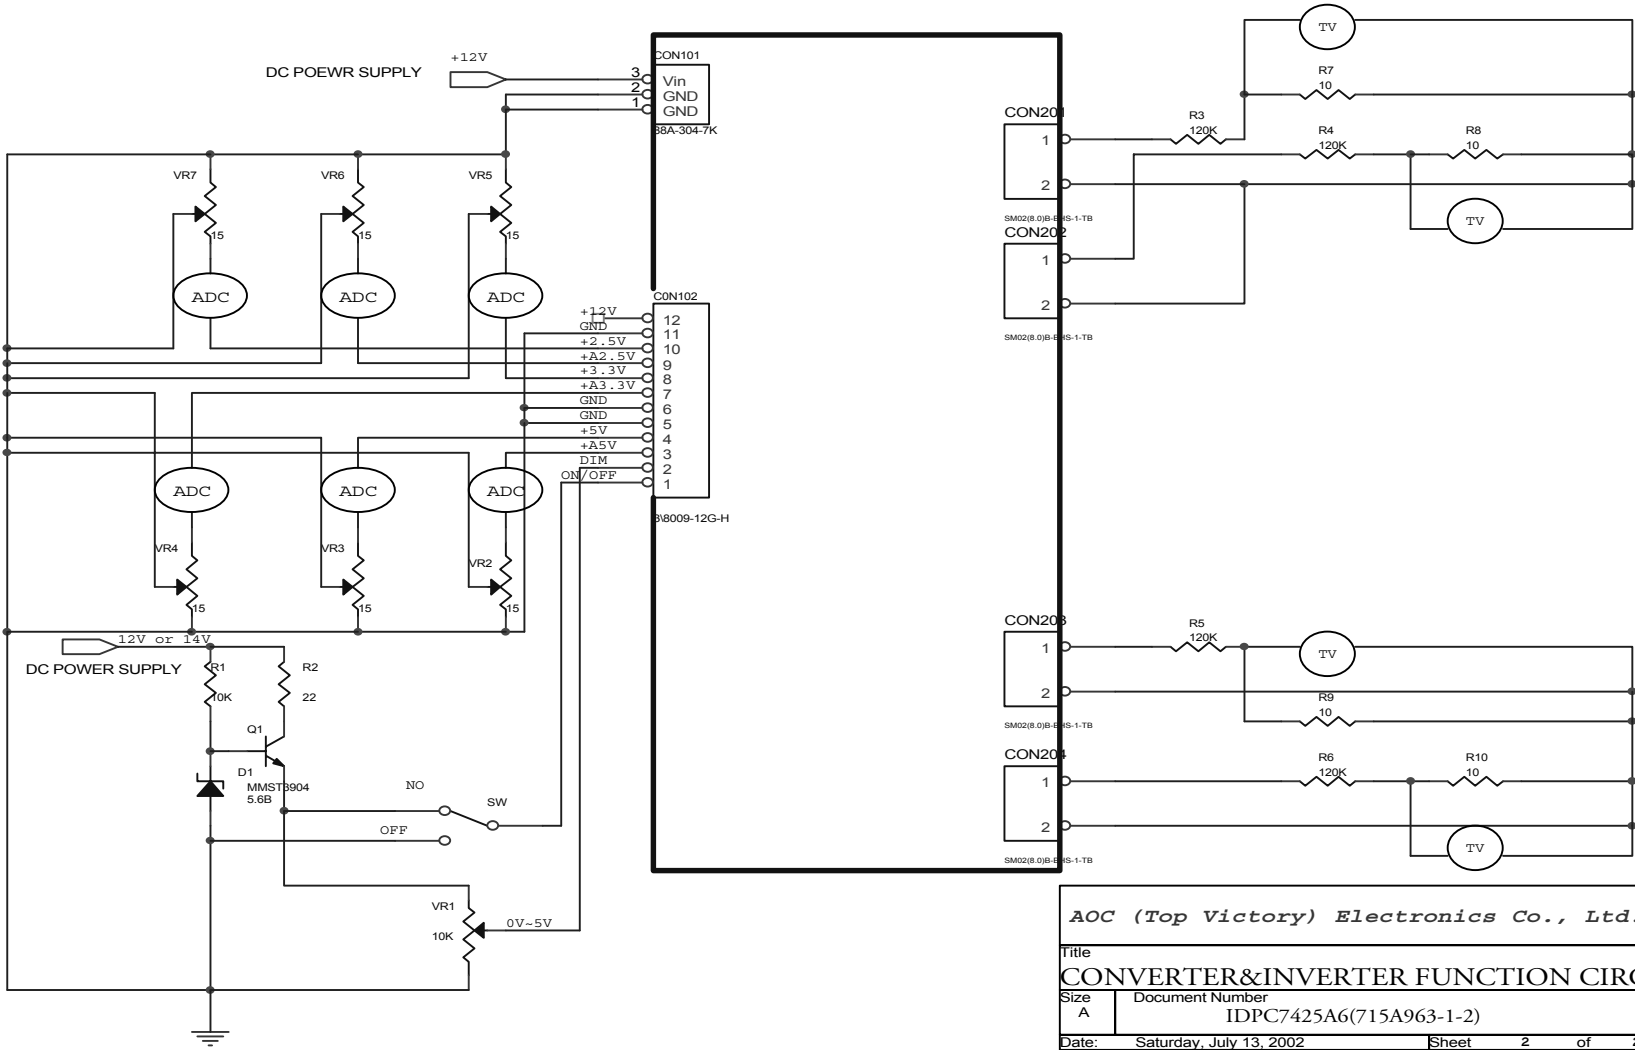 DC POEWR SUPPLY
+12V
CON101
3
Vin
2
GND
1
GND
38A-304-7K
VR7
15
VR6
15
VR5
15
ADC
ADC
ADC
C0N102
+12V
12
GND
11
+2.5V
10
+A2.5V
9
+3.3V
8
+A3.3V
7
GND
6
GND
5
+5V
4
+A5V
3
DIM
2
ON/OFF
1
3\8009-12G-H
ADC
ADC
ADC
VR4
15
VR3
15
VR2
15
12V or 14V
DC POWER SUPPLY
R1
10K
R2
22
Q1
D1
MMST3904
5.6B
NO
OFF
SW
VR1
10K
0V~5V
CON201
1
2
SM02(8.0)B-BHS-1-TB
CON202
1
2
SM02(8.0)B-BHS-1-TB
R3
120K
TV
R7
10
R4
120K
R8
10
TV
CON203
1
2
SM02(8.0)B-BHS-1-TB
CON204
1
2
SM02(8.0)B-BHS-1-TB
R5
120K
TV
R9
10
R6
120K
R10
10
TV
AOC (Top Victory) Electronics Co., Ltd.
Title
CONVERTER&INVERTER FUNCTION CIRC
Size
A
Document Number
IDPC7425A6(715A963-1-2)
Date:
Saturday, July 13, 2002
Sheet 2 of